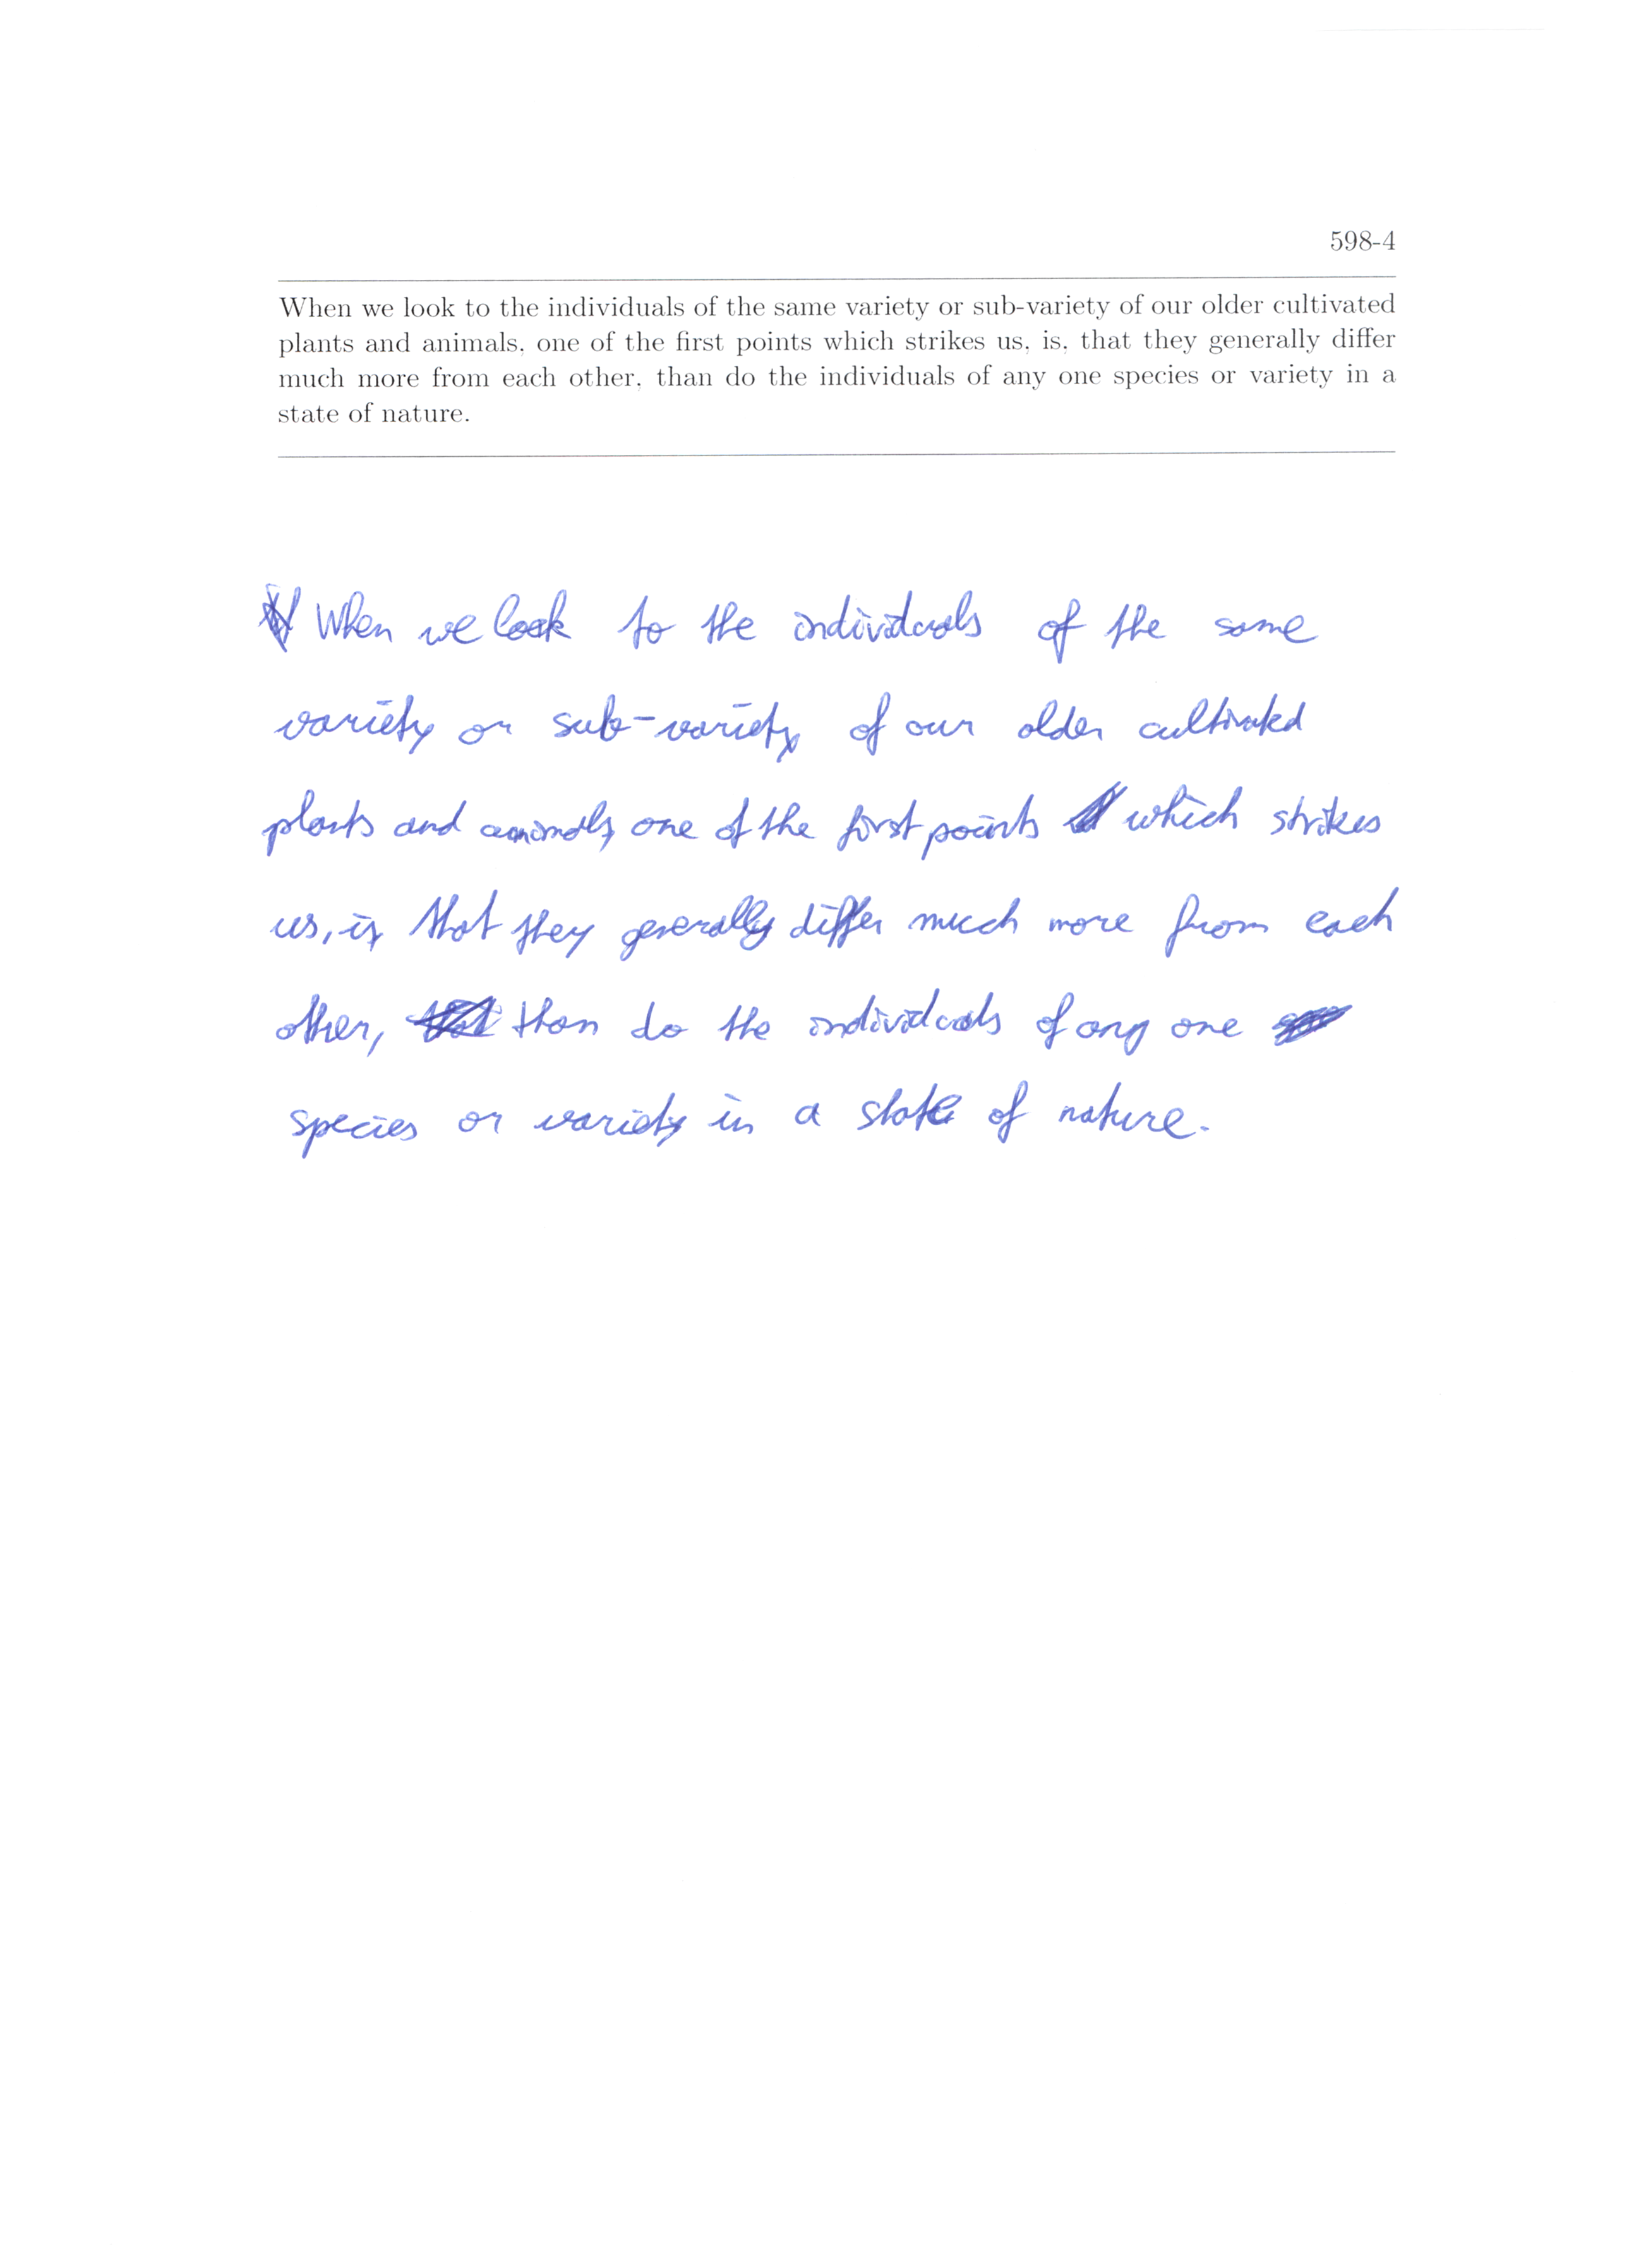 598-4
When we look to the individuals of the same variety or sub-variety of our older cultivated
plants and animals, one of the first points which strikes us, is, that they generally differ
much more from each other, than do the individuals of any one species or variety in a
state of nature.
When we look to the individuals of the same
variety or sub-variety of our older cultivated
plants and animals, one of the first points which strikes
us, is, that they generally differ much more from each
other, than do the individuals of any one
species or variety in a state of nature.